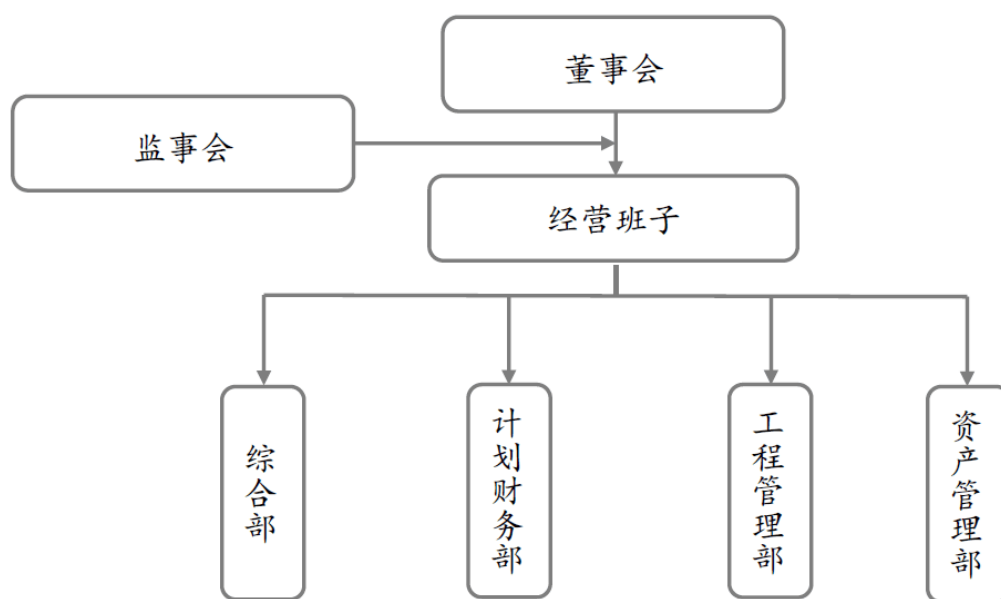 董事会
监事会
经营班子
综合部
计划财务部
工程管理部
资产管理部